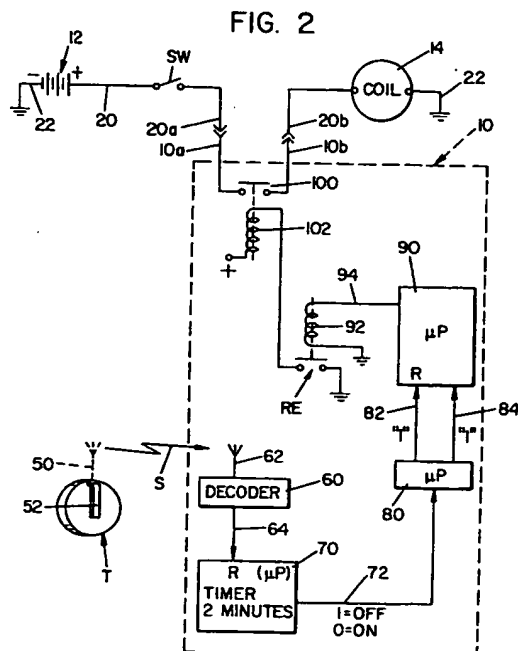 FIG. 2
12
SW
14
- +
COIL
22
20
22
20a
20b
10
10a
10b
100
102
+
94
90
92
μP
R
RE
82
84
"1"
"1"
50
62
μP
80
S
52
DECODER
60
64
T
R (μP)
70
TIMER
2 MINUTES
72
1=OFF
0=ON